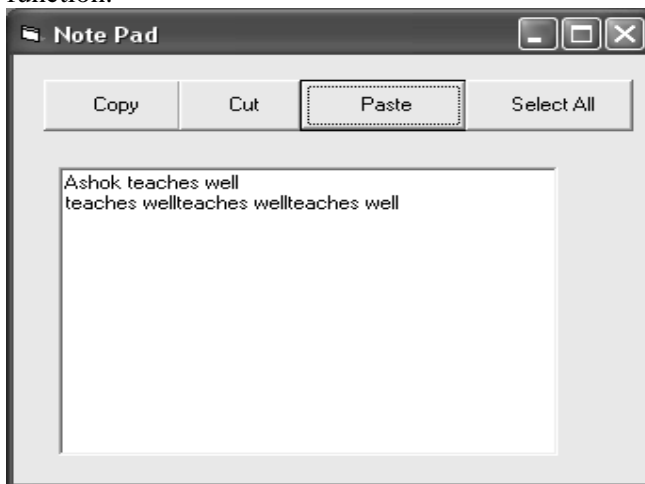 function.
Note Pad
Copy Cut Paste Select All
Ashok teaches well
teaches wellteaches wellteaches well